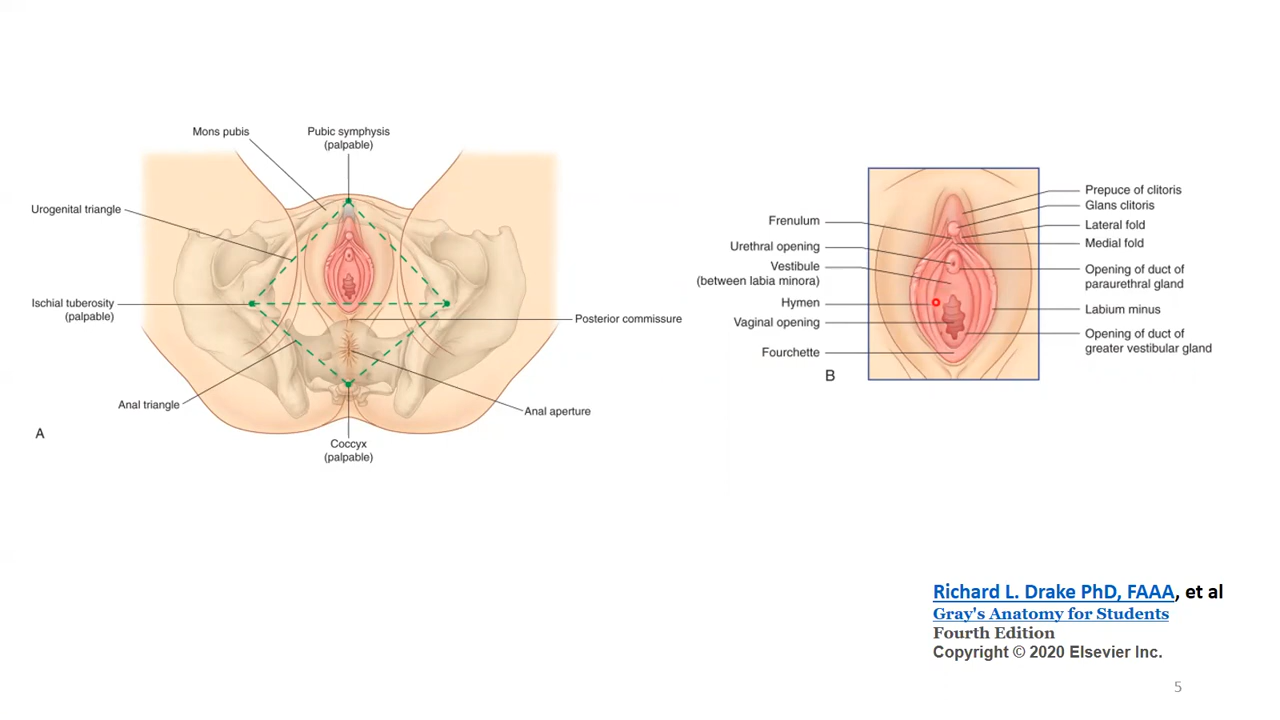 Mons pubis
Pubic symphysis
(palpable)
Urogenital triangle
Ischial tuberosity
(palpable)
Posterior commissure
Anal triangle
Anal aperture
Coccyx
(palpable)
A
Frenulum
Urethral opening
Vestibule
(between labia minora)
Hymen
Vaginal opening
Fourchette
B
Prepuce of clitoris
Glans clitoris
Lateral fold
Medial fold
Opening of duct of
paraurethral gland
Labium minus
Opening of duct of
greater vestibular gland
Richard L. Drake PhD, FAAA, et al
Gray's Anatomy for Students
Fourth Edition
Copyright © 2020 Elsevier Inc.
5